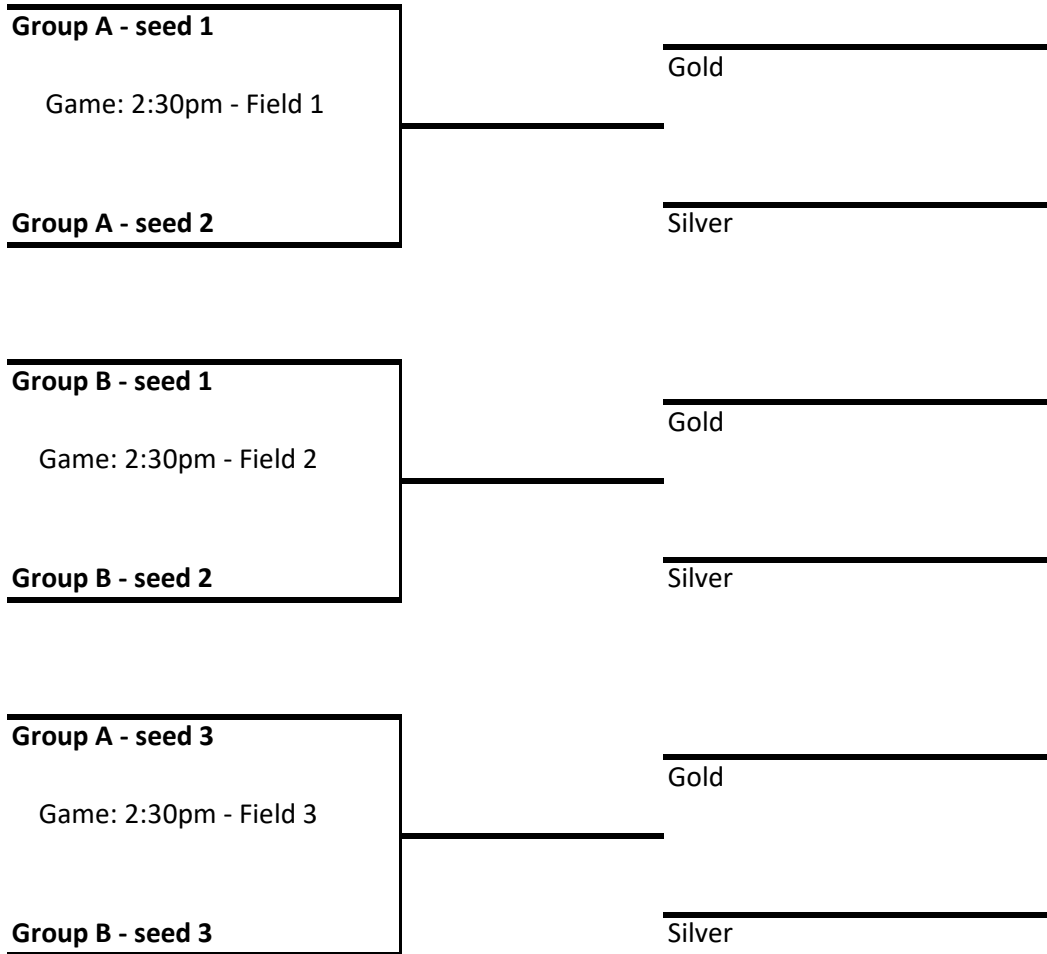 Group A - seed 1
Gold
Game: 2:30pm - Field 1
Group A - seed 2
Silver
Group B - seed 1
Gold
Game: 2:30pm - Field 2
Group B - seed 2
Silver
Group A - seed 3
Gold
Game: 2:30pm - Field 3
Group B - seed 3
Silver